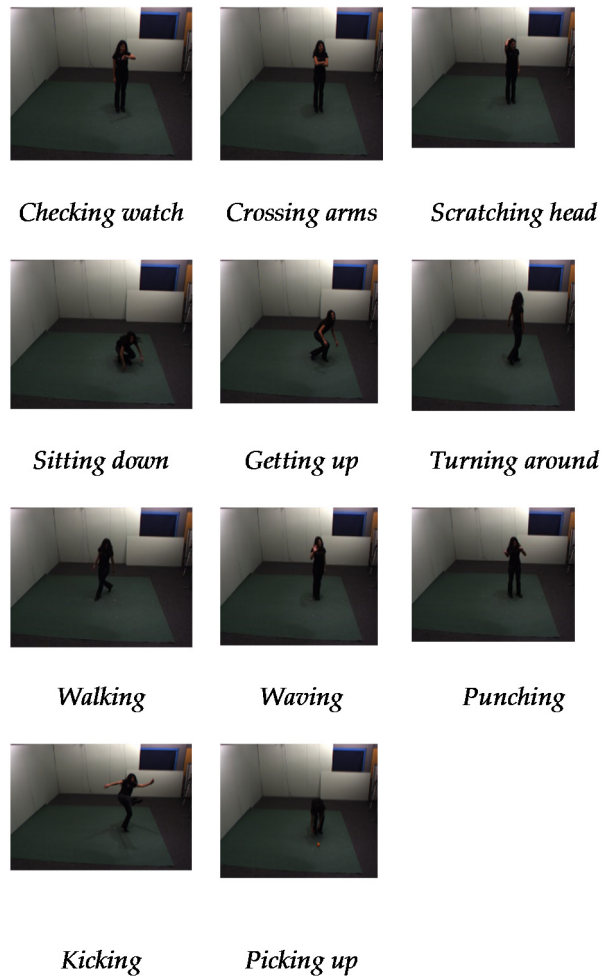 Checking watch
Crossing arms
Scratching head
Sitting down
Getting up
Turning around
Walking
Waving
Punching
Kicking
Picking up